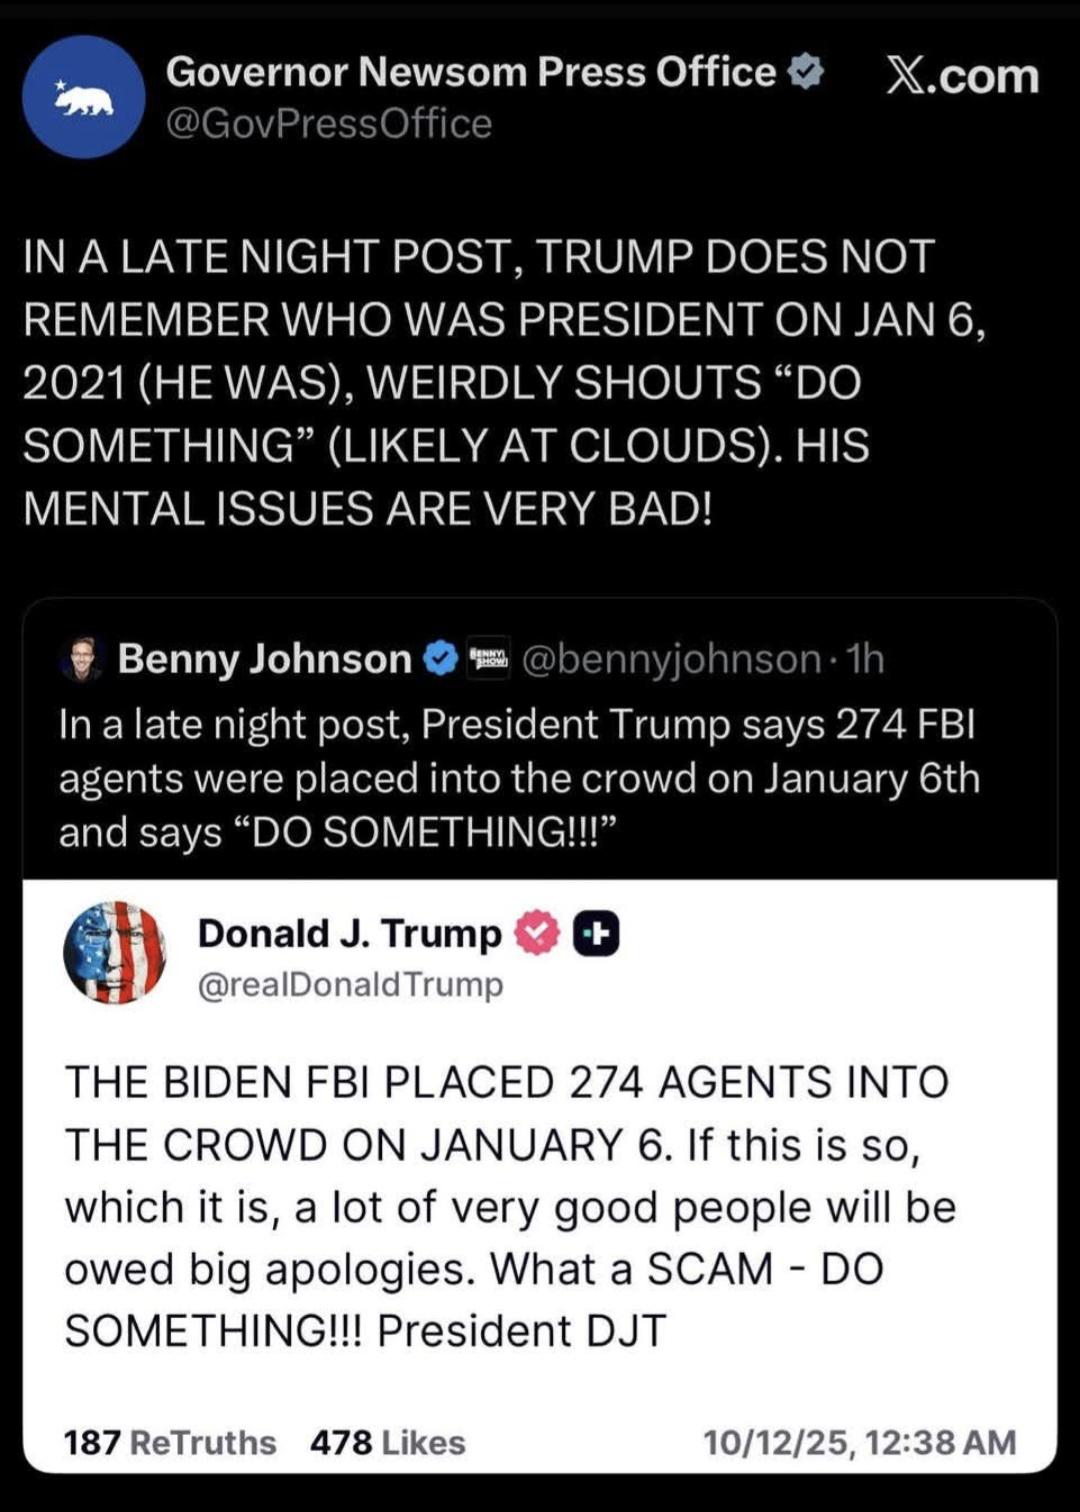 Governor Newsom Press Office
X.com
@GovPressOffice
IN A LATE NIGHT POST, TRUMP DOES NOT
REMEMBER WHO WAS PRESIDENT ON JAN 6,
2021 (HE WAS), WEIRDLY SHOUTS “DO
SOMETHING” (LIKELY AT CLOUDS). HIS
MENTAL ISSUES ARE VERY BAD!
Benny Johnson BENNY SHOW @bennyjohnson · 1h
In a late night post, President Trump says 274 FBI
agents were placed into the crowd on January 6th
and says “DO SOMETHING!!!”
Donald J. Trump
@realDonaldTrump
THE BIDEN FBI PLACED 274 AGENTS INTO
THE CROWD ON JANUARY 6. If this is so,
which it is, a lot of very good people will be
owed big apologies. What a SCAM - DO
SOMETHING!!! President DJT
187 ReTruths 478 Likes 10/12/25, 12:38 AM